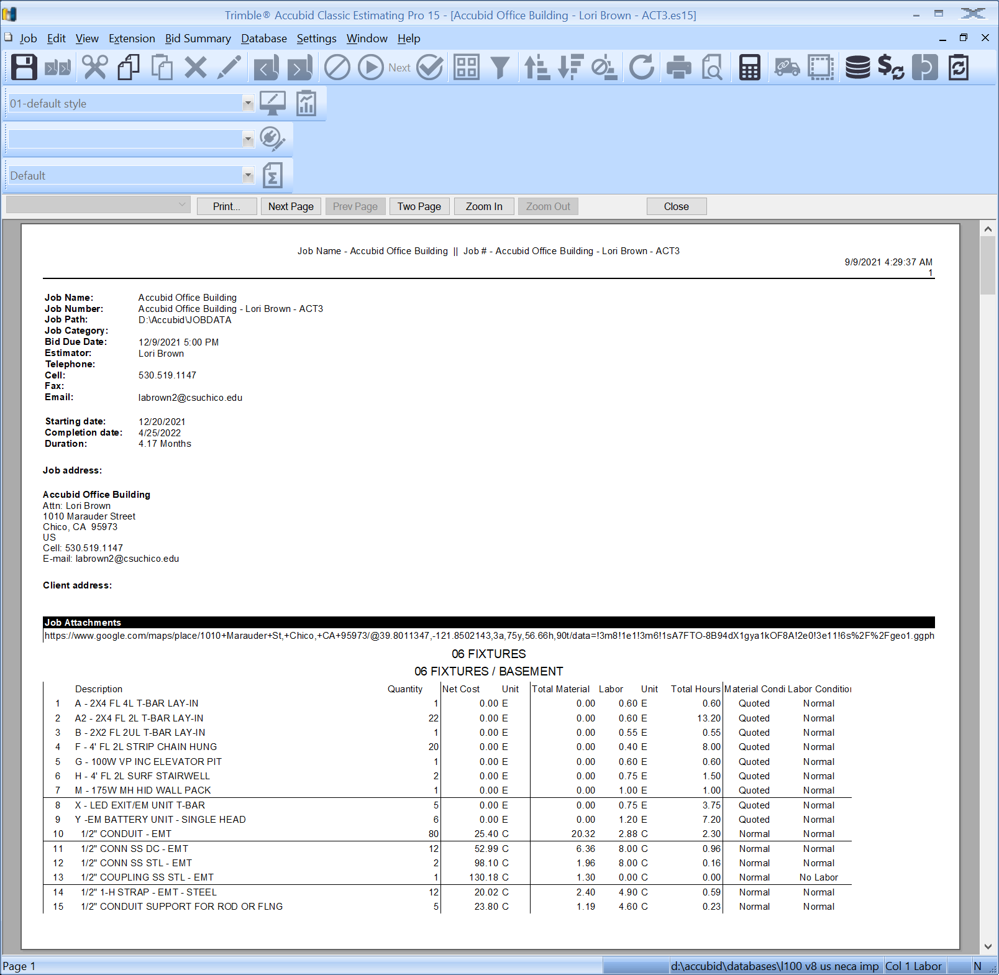 Trimble® Accubid Classic Estimating Pro 15 - [Accubid Office Building - Lori Brown - ACT3.es15]
Job Edit View Extension Bid Summary Database Settings Window Help
Next
01-default style
Default
Print... Next Page Prev Page Two Page Zoom In Zoom Out Close
Job Name - Accubid Office Building || Job # - Accubid Office Building - Lori Brown - ACT3
9/9/2021 4:29:37 AM
1
Job Name: Accubid Office Building
Job Number: Accubid Office Building - Lori Brown - ACT3
Job Path: D:\Accubid\JOBDATA
Job Category:
Bid Due Date: 12/9/2021 5:00 PM
Estimator: Lori Brown
Telephone:
Cell: 530.519.1147
Fax:
Email: labrown2@csuchico.edu
Starting date: 12/20/2021
Completion date: 4/25/2022
Duration: 4.17 Months
Job address:
Accubid Office Building
Attn: Lori Brown
1010 Marauder Street
Chico, CA 95973
US
Cell: 530.519.1147
E-mail: labrown2@csuchico.edu
Client address:
Job Attachments
https://www.google.com/maps/place/1010+Marauder+St,+Chico,+CA+95973/@39.8011347,-121.8502143,3a,75y,56.66h,90t/data=!3m8!1e1!3m6!1sA7FTO-8B94dX1gya1kOF8A!2e0!3e11!6s%2F%2Fgeo1.ggph
06 FIXTURES
06 FIXTURES / BASEMENT
Description Quantity Net Cost Unit Total Material Labor Unit Total Hours Material Condi Labor Condition
1 A - 2X4 FL 4L T-BAR LAY-IN 1 0.00 E 0.00 0.60 E 0.60 Quoted Normal
2 A2 - 2X4 FL 2L T-BAR LAY-IN 22 0.00 E 0.00 0.60 E 13.20 Quoted Normal
3 B - 2X2 FL 2UL T-BAR LAY-IN 1 0.00 E 0.00 0.55 E 0.55 Quoted Normal
4 F - 4' FL 2L STRIP CHAIN HUNG 20 0.00 E 0.00 0.40 E 8.00 Quoted Normal
5 G - 100W VP INC ELEVATOR PIT 1 0.00 E 0.00 0.60 E 0.60 Quoted Normal
6 H - 4' FL 2L SURF STAIRWELL 2 0.00 E 0.00 0.75 E 1.50 Quoted Normal
7 M - 175W MH HID WALL PACK 1 0.00 E 0.00 1.00 E 1.00 Quoted Normal
8 X - LED EXIT/EM UNIT T-BAR 5 0.00 E 0.00 0.75 E 3.75 Quoted Normal
9 Y -EM BATTERY UNIT - SINGLE HEAD 6 0.00 E 0.00 1.20 E 7.20 Quoted Normal
10 1/2" CONDUIT - EMT 80 25.40 C 20.32 2.88 C 2.30 Normal Normal
11 1/2" CONN SS DC - EMT 12 52.99 C 6.36 8.00 C 0.96 Normal Normal
12 1/2" CONN SS STL - EMT 2 98.10 C 1.96 8.00 C 0.16 Normal Normal
13 1/2" COUPLING SS STL - EMT 1 130.18 C 1.30 0.00 C 0.00 Normal No Labor
14 1/2" 1-H STRAP - EMT - STEEL 12 20.02 C 2.40 4.90 C 0.59 Normal Normal
15 1/2" CONDUIT SUPPORT FOR ROD OR FLNG 5 23.80 C 1.19 4.60 C 0.23 Normal Normal
Page 1 d:\accubid\databases\l100 v8 us neca imp Col 1 Labor N